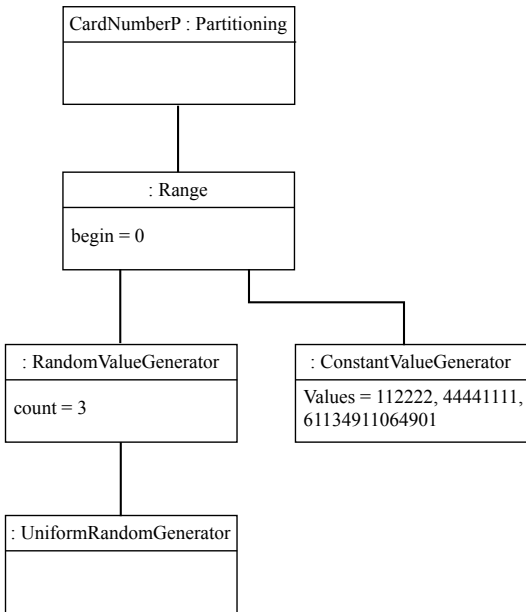 CardNumberP : Partitioning
: Range
begin = 0
: RandomValueGenerator
count = 3
: ConstantValueGenerator
Values = 112222, 44441111,
61134911064901
: UniformRandomGenerator